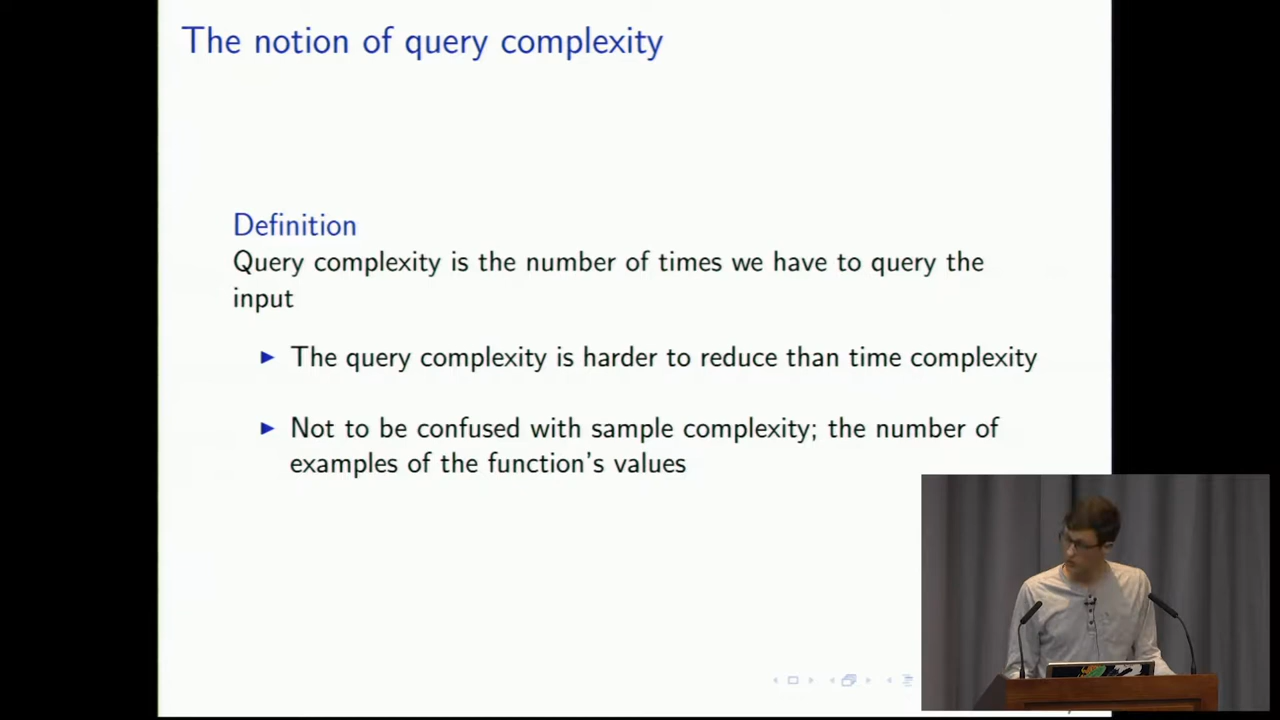 The notion of query complexity
Definition
Query complexity is the number of times we have to query the
input
The query complexity is harder to reduce than time complexity
Not to be confused with sample complexity; the number of
examples of the function's values